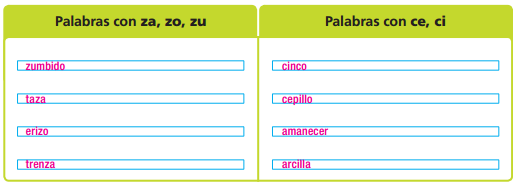 Palabras con za, zo, zu
Palabras con ce, ci
zumbido
cinco
taza
cepillo
erizo
amanecer
trenza
arcilla